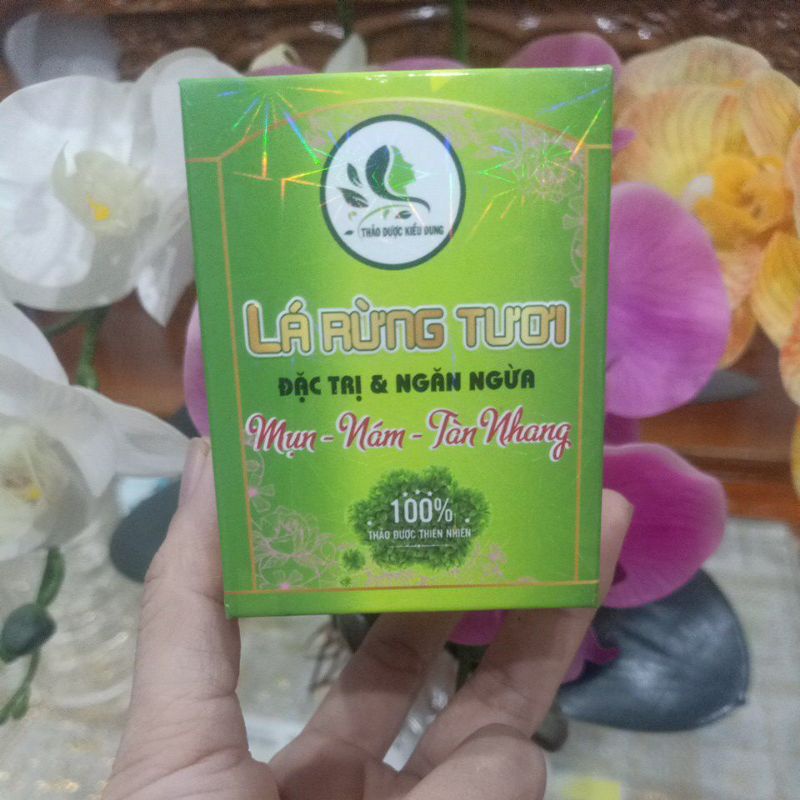 THẢO DƯỢC KIỀU DUNG
LÁ RỪNG TƯƠI
ĐẶC TRỊ & NGĂN NGỪA
Mụn - Nám - Tàn Nhang
100%
THẢO DƯỢC THIÊN NHIÊN